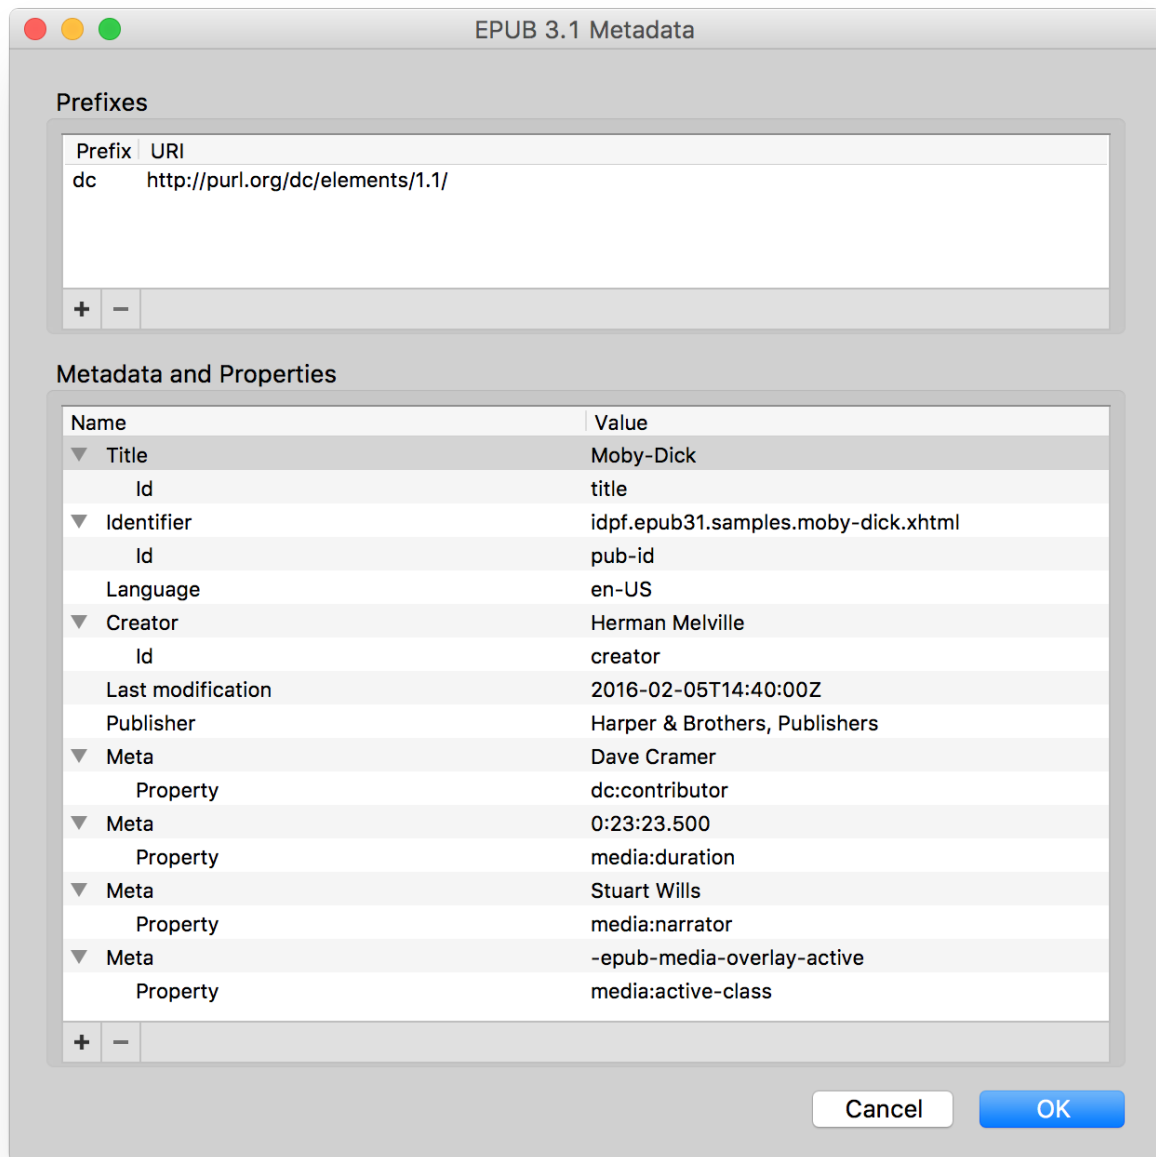 EPUB 3.1 Metadata
Prefixes
Prefix URI
dc http://purl.org/dc/elements/1.1/
+ −
Metadata and Properties
Name Value
Title Moby-Dick
Id title
Identifier idpf.epub31.samples.moby-dick.xhtml
Id pub-id
Language en-US
Creator Herman Melville
Id creator
Last modification 2016-02-05T14:40:00Z
Publisher Harper & Brothers, Publishers
Meta Dave Cramer
Property dc:contributor
Meta 0:23:23.500
Property media:duration
Meta Stuart Wills
Property media:narrator
Meta -epub-media-overlay-active
Property media:active-class
+ −
Cancel OK